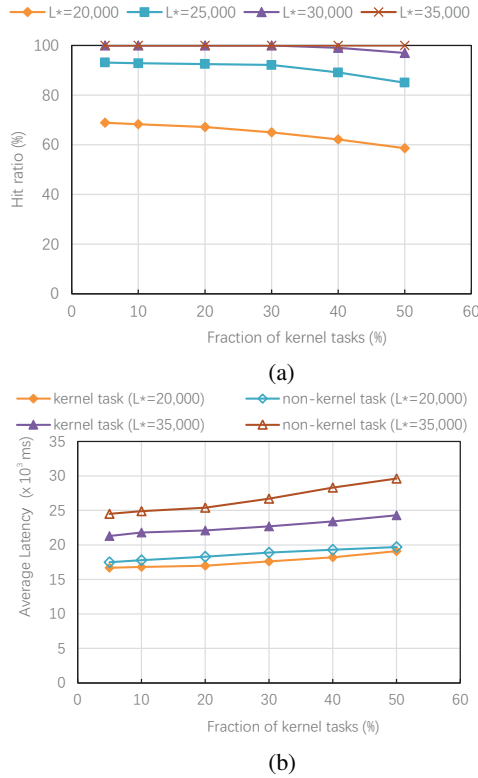 L*=20,000 L*=25,000 L*=30,000 L*=35,000
100
80
60
40
20
0
Hit ratio (%)
0 10 20 30 40 50 60
Fraction of kernel tasks (%)
(a)
kernel task (L*=20,000) non-kernel task (L*=20,000)
kernel task (L*=35,000) non-kernel task (L*=35,000)
35
30
25
20
15
10
5
0
Average Latency (x 10³ ms)
0 10 20 30 40 50 60
Fraction of kernel tasks (%)
(b)